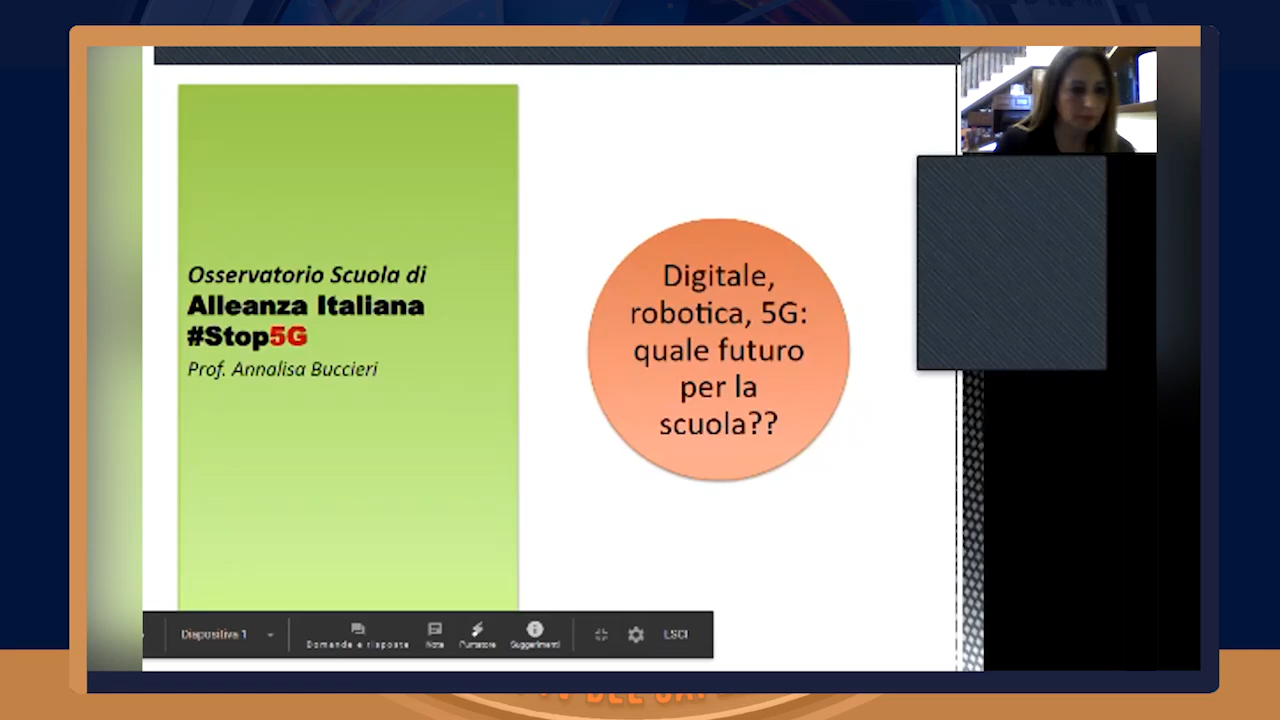 Osservatorio Scuola di
Alleanza Italiana
#Stop5G
Prof. Annalisa Buccieri
Digitale,
robotica, 5G:
quale futuro
per la
scuola??
Diapositiva 1
Domande e risposte
Note
Puntatore
Suggerimenti
ESCI